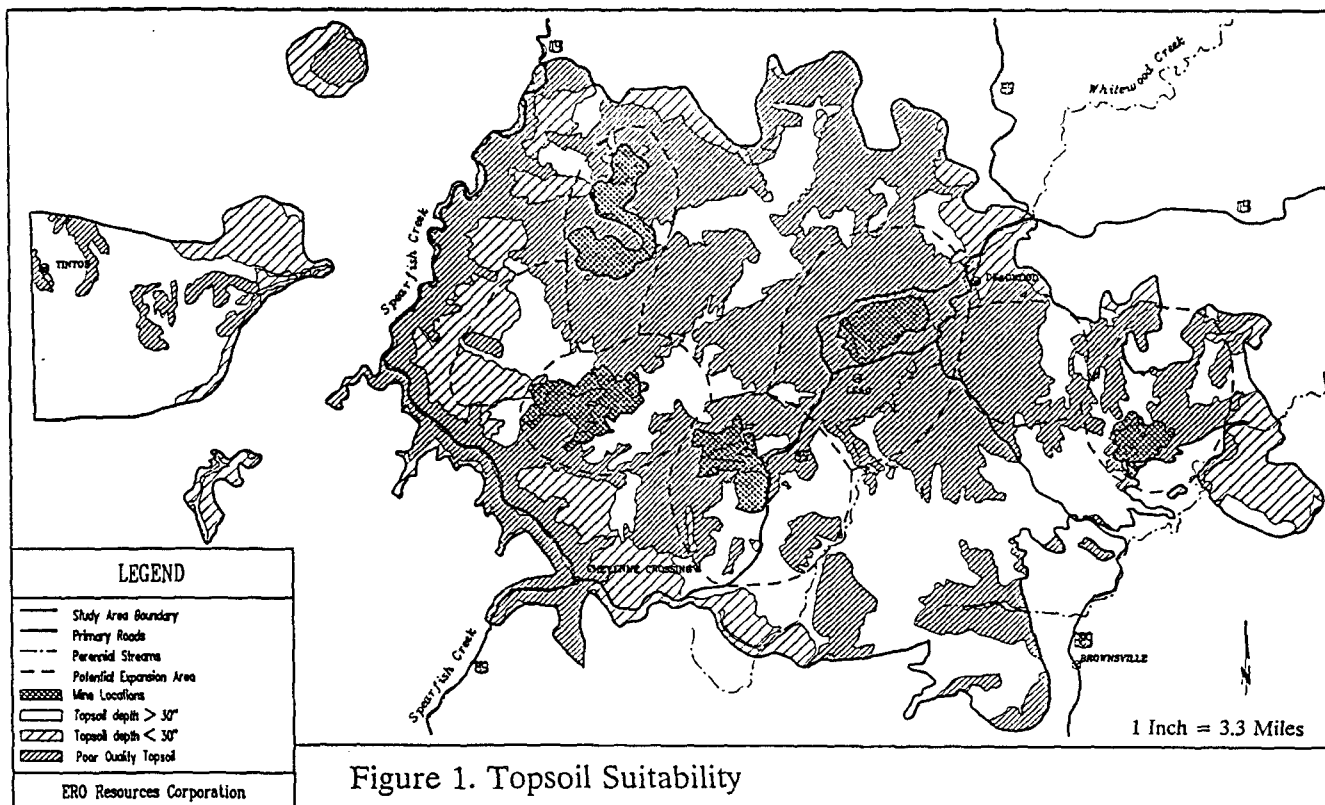 Whitewood Creek
Spearfish Creek
TINTON
DEADWOOD
CHEYENNE CROSSING
Spearfish Creek
BROWNSVILLE
N
1 Inch = 3.3 Miles
LEGEND
Study Area Boundary
Primary Roads
Perennial Streams
Potential Expansion Area
Mine Locations
Topsoil depth > 30"
Topsoil depth < 30"
Poor Quality Topsoil
ERO Resources Corporation
Figure 1. Topsoil Suitability